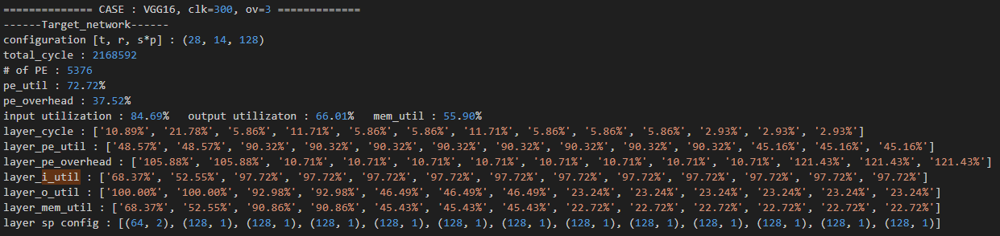 ============== CASE : VGG16, clk=300, ov=3 =============
------Target_network------
configuration [t, r, s*p] : (28, 14, 128)
total_cycle : 2168592
# of PE : 5376
pe_util : 72.72%
pe_overhead : 37.52%
input utilization : 84.69%   output utilizaton : 66.01%   mem_util : 55.90%
layer_cycle : ['10.89%', '21.78%', '5.86%', '11.71%', '5.86%', '5.86%', '11.71%', '5.86%', '5.86%', '5.86%', '2.93%', '2.93%', '2.93%']
layer_pe_util : ['48.57%', '48.57%', '90.32%', '90.32%', '90.32%', '90.32%', '90.32%', '90.32%', '90.32%', '90.32%', '45.16%', '45.16%', '45.16%']
layer_pe_overhead : ['105.88%', '105.88%', '10.71%', '10.71%', '10.71%', '10.71%', '10.71%', '10.71%', '10.71%', '10.71%', '121.43%', '121.43%', '121.43%']
layer_i_util : ['68.37%', '52.55%', '97.72%', '97.72%', '97.72%', '97.72%', '97.72%', '97.72%', '97.72%', '97.72%', '97.72%', '97.72%', '97.72%']
layer_o_util : ['100.00%', '100.00%', '92.98%', '92.98%', '46.49%', '46.49%', '46.49%', '23.24%', '23.24%', '23.24%', '23.24%', '23.24%', '23.24%']
layer_mem_util : ['68.37%', '52.55%', '90.86%', '90.86%', '45.43%', '45.43%', '45.43%', '22.72%', '22.72%', '22.72%', '22.72%', '22.72%', '22.72%']
layer sp config : [(64, 2), (128, 1), (128, 1), (128, 1), (128, 1), (128, 1), (128, 1), (128, 1), (128, 1), (128, 1), (128, 1), (128, 1), (128, 1)]